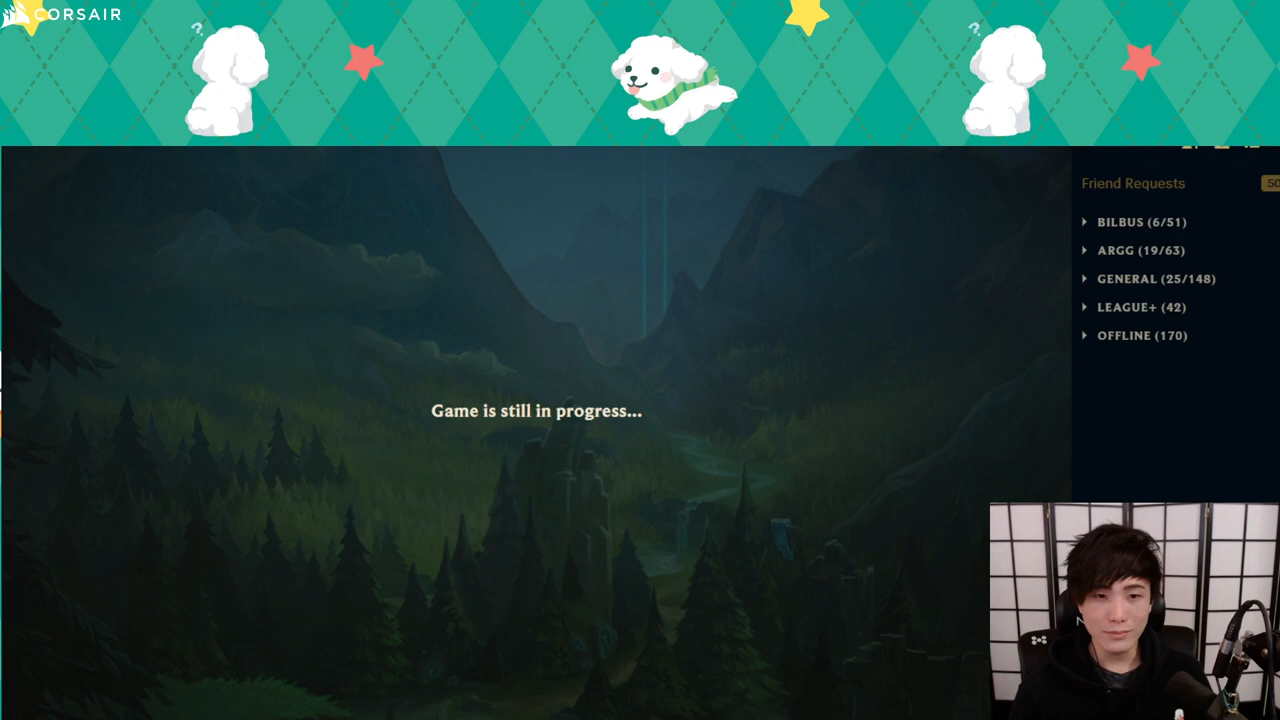 CORSAIR
?
?
Friend Requests
50
BILBUS (6/51)
ARGG (19/63)
GENERAL (25/148)
LEAGUE+ (42)
OFFLINE (170)
Game is still in progress...